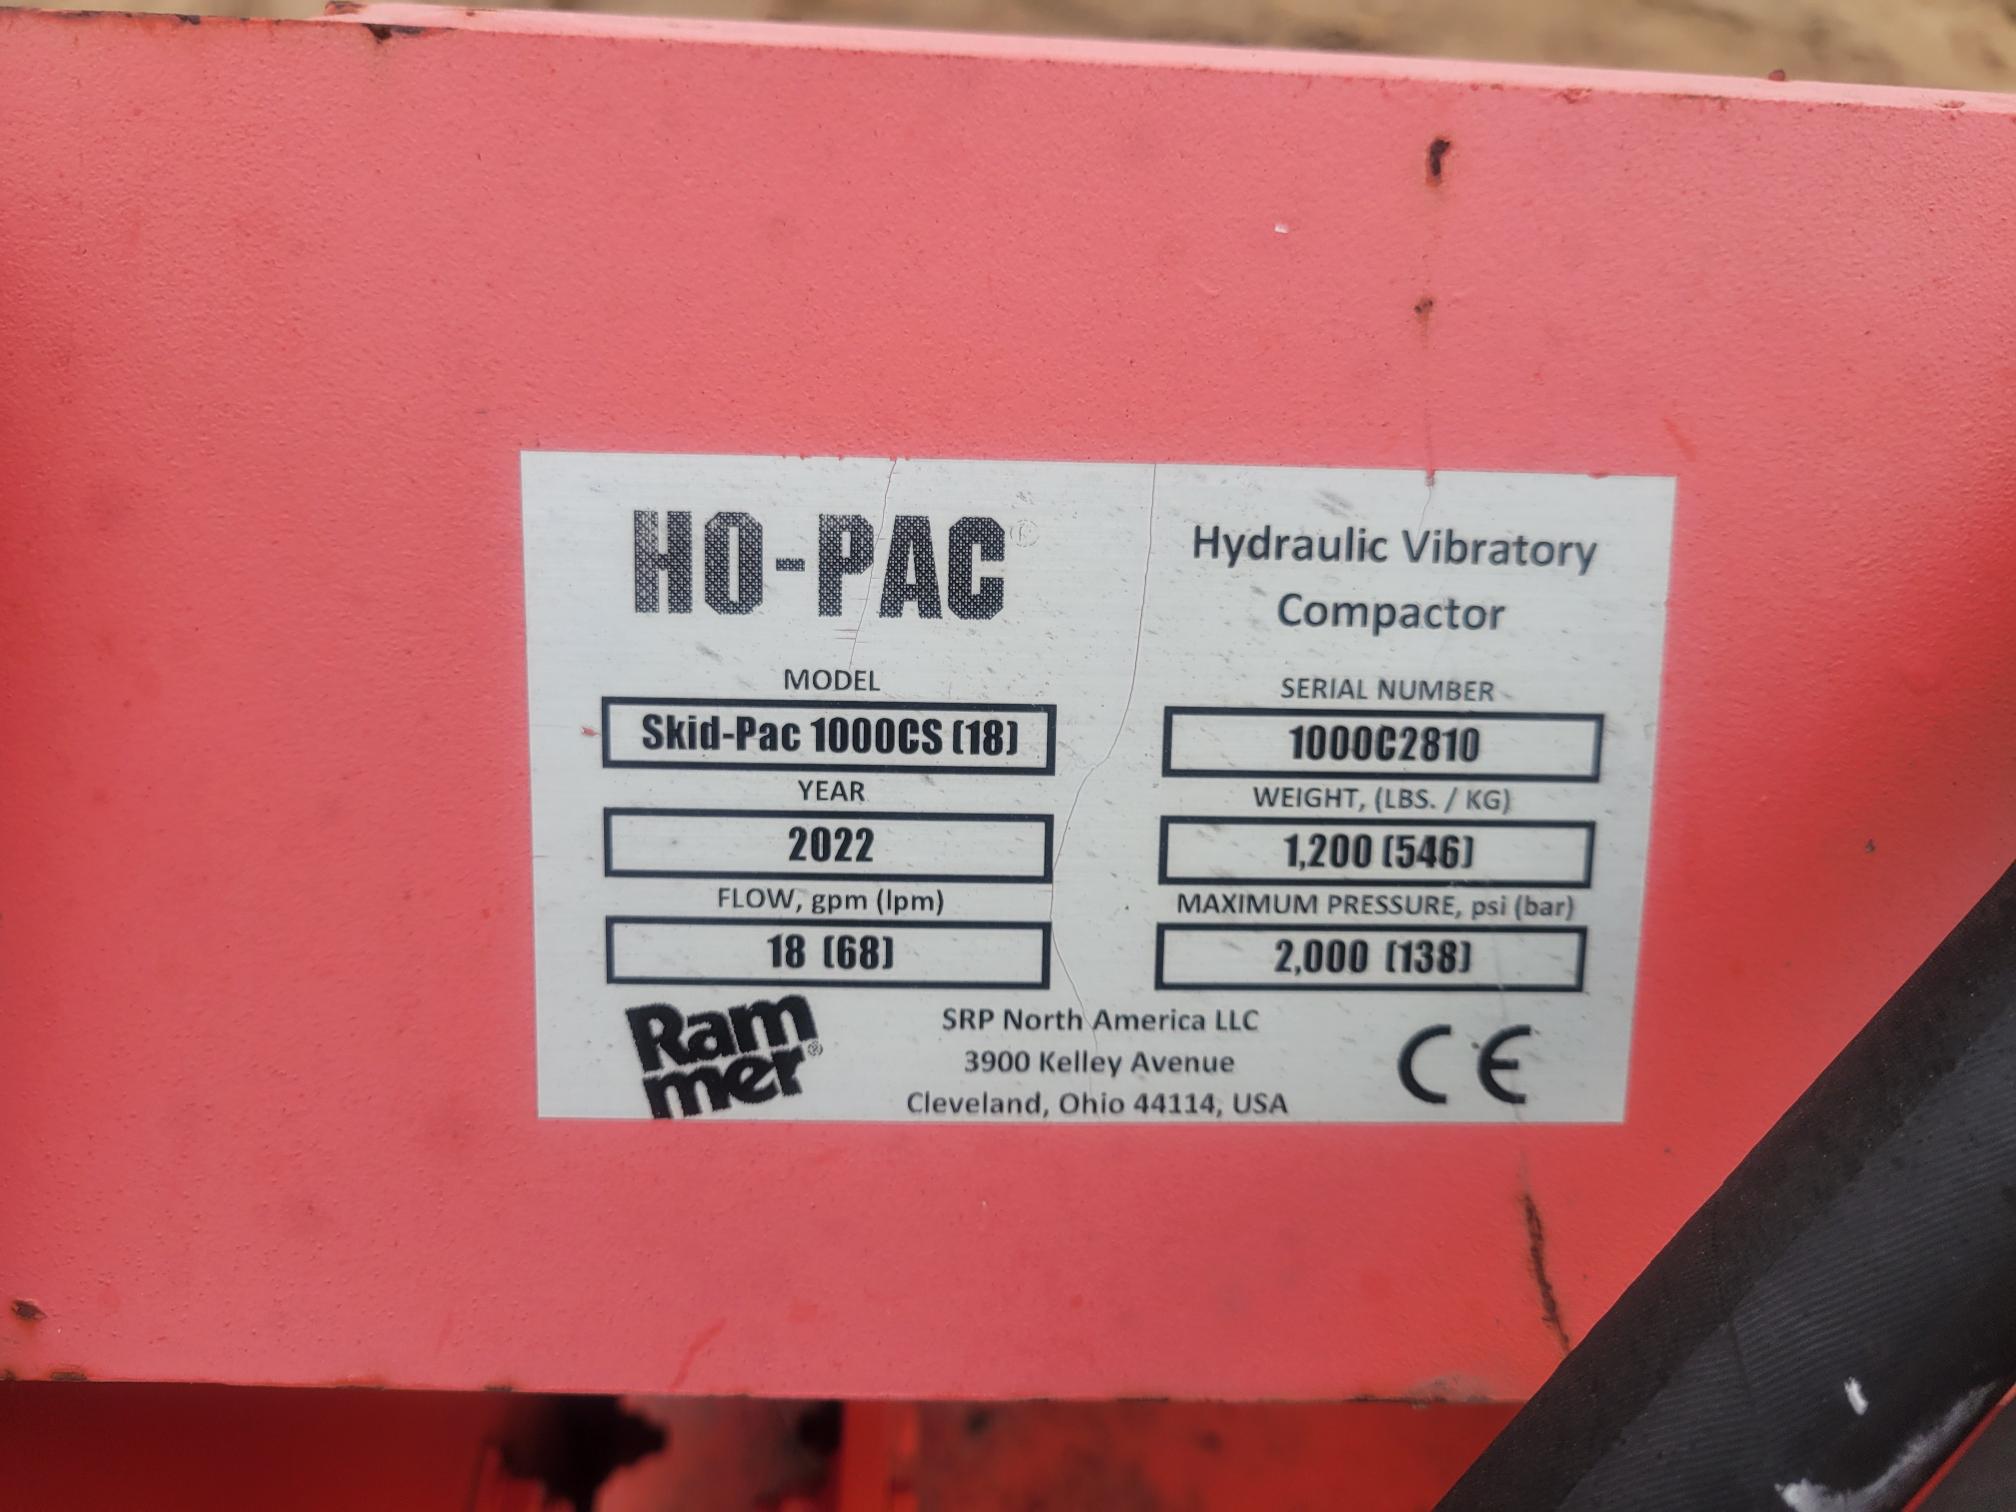 HO-PAC®
Hydraulic Vibratory
Compactor
MODEL
Skid-Pac 1000CS (18)
SERIAL NUMBER
1000C2810
YEAR
2022
WEIGHT, (LBS. / KG)
1,200 (546)
FLOW, gpm (lpm)
18 (68)
MAXIMUM PRESSURE, psi (bar)
2,000 (138)
Ram
mer®
SRP North America LLC
3900 Kelley Avenue
Cleveland, Ohio 44114, USA
CE